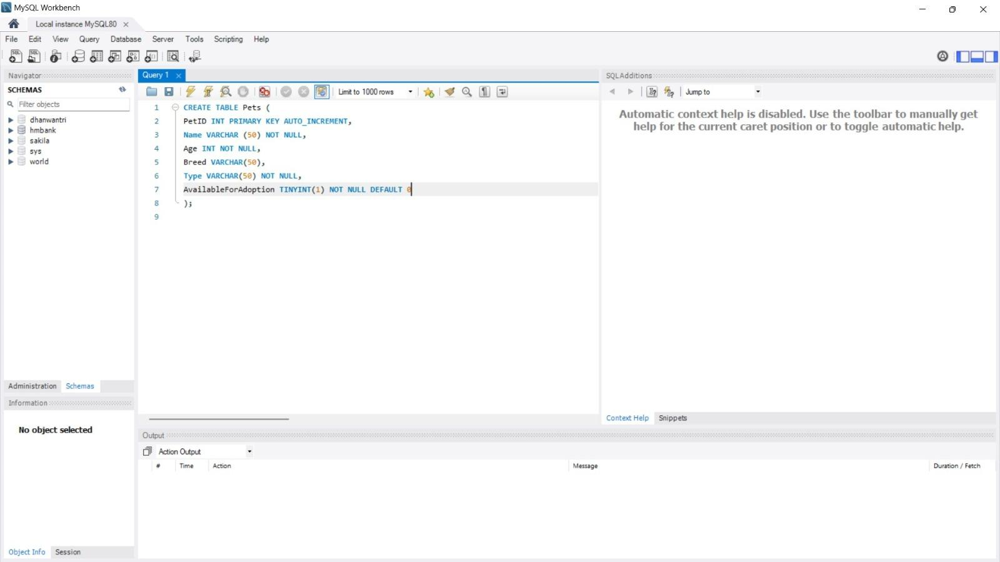 MySQL Workbench
Local instance MySQL80
File Edit View Query Database Server Tools Scripting Help
Navigator
SCHEMAS
Filter objects
dhanwantri
hmbank
sakila
sys
world
Administration Schemas
Information
No object selected
Object Info Session
Query 1
Limit to 1000 rows
1 CREATE TABLE Pets (
2 PetID INT PRIMARY KEY AUTO_INCREMENT,
3 Name VARCHAR (50) NOT NULL,
4 Age INT NOT NULL,
5 Breed VARCHAR(50),
6 Type VARCHAR(50) NOT NULL,
7 AvailableForAdoption TINYINT(1) NOT NULL DEFAULT 0
8 );
9
SQLAdditions
Jump to
Automatic context help is disabled. Use the toolbar to manually get
help for the current caret position or to toggle automatic help.
Context Help Snippets
Output
Action Output
# Time Action Message Duration / Fetch